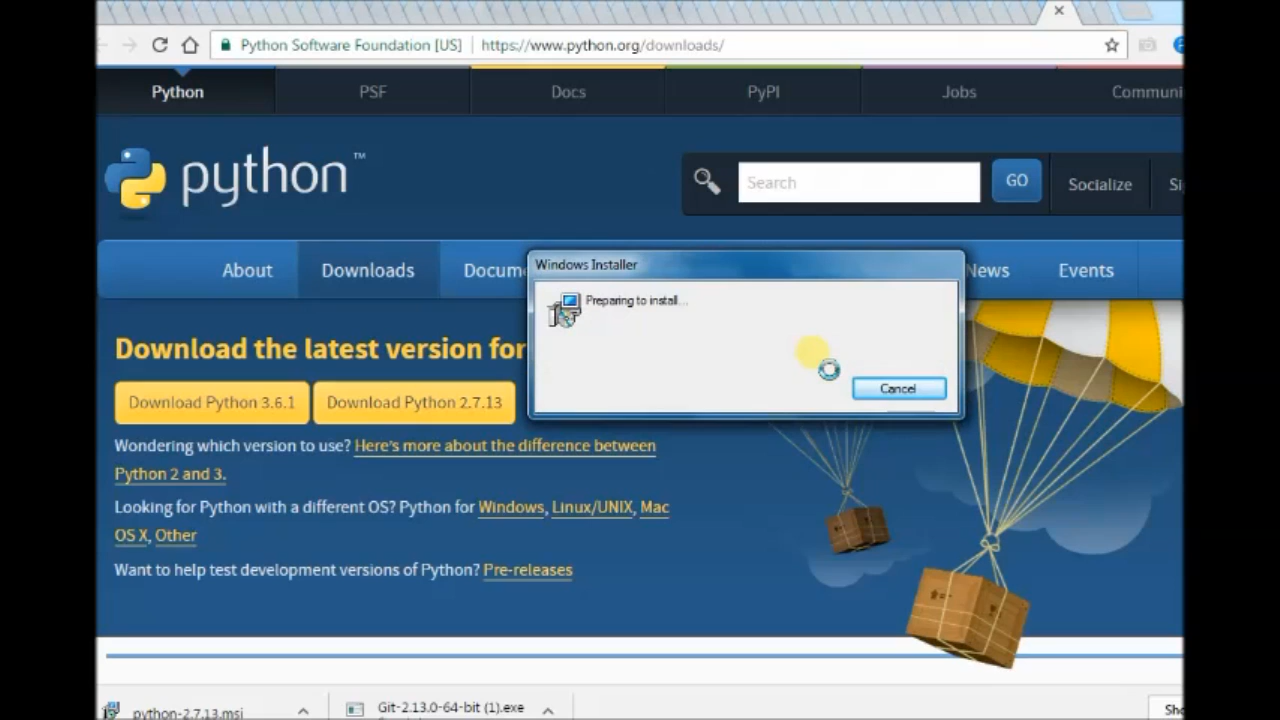 Python Software Foundation [US] https://www.python.org/downloads/
Python PSF Docs PyPI Jobs
python™
Search GO Socialize
About Downloads News Events
Windows Installer
Preparing to install...
Cancel
Download the latest version for
Download Python 3.6.1 Download Python 2.7.13
Wondering which version to use? Here's more about the difference between
Python 2 and 3.
Looking for Python with a different OS? Python for Windows, Linux/UNIX, Mac
OS X, Other
Want to help test development versions of Python? Pre-releases
python-2.7.13.msi Git-2.13.0-64-bit (1).exe